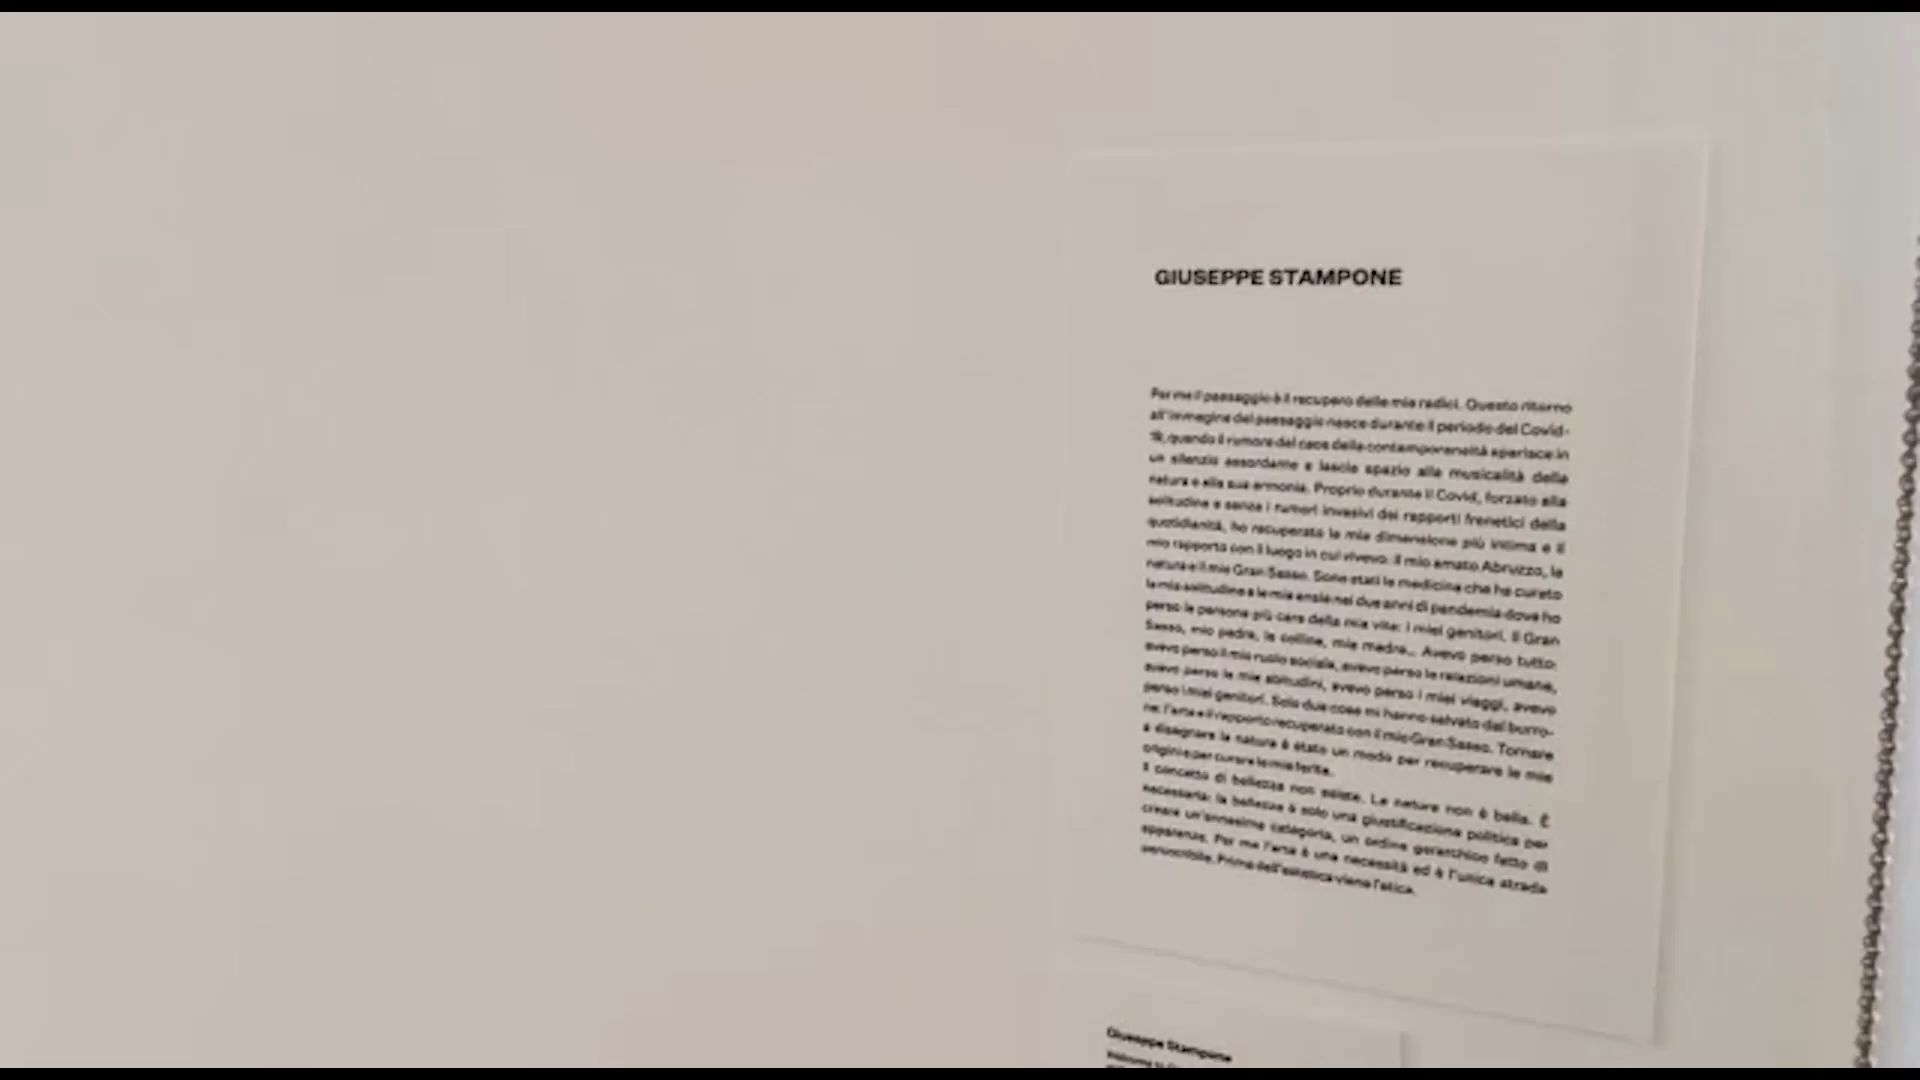 GIUSEPPE STAMPONE
Per me il paesaggio è il recupero delle mie radici. Questo ritorno
all'immagine del paesaggio nasce durante il periodo del Covid-
19, quando il rumore del caos della contemporaneità sparisce in
un silenzio assordante e lascia spazio alla musicalità della
natura e alla sua armonia. Proprio durante il Covid, forzato alla
solitudine e senza i rumori invasivi dei rapporti frenetici della
quotidianità, ho recuperato la mia dimensione più intima e il
mio rapporto con il luogo in cui vivevo: il mio amato Abruzzo, la
natura e il mio Gran Sasso. Sono stati la medicina che ha curato
la mia solitudine e le mie ansie nei due anni di pandemia dove ho
perso le persone più care della mia vita: i miei genitori. Il Gran
Sasso, mio padre, le colline, mia madre... Avevo perso tutto:
avevo perso il mio ruolo sociale, avevo perso le relazioni umane,
avevo perso le mie abitudini, avevo perso i miei viaggi, avevo
perso i miei genitori. Solo due cose mi hanno salvato dal burro-
ne: l'arte e il rapporto recuperato con il mio Gran Sasso. Tornare
a disegnare la natura è stato un modo per recuperare le mie
origini e per curare le mie ferite.
Il concetto di bellezza non esiste. La natura non è bella. È
necessaria: la bellezza è solo una giustificazione politica per
creare un'ennesima categoria, un ordine gerarchico fatto di
apparenze. Per me l'arte è una necessità ed è l'unica strada
percorribile. Prima dell'estetica viene l'etica.
Giuseppe Stampone
Welcome to